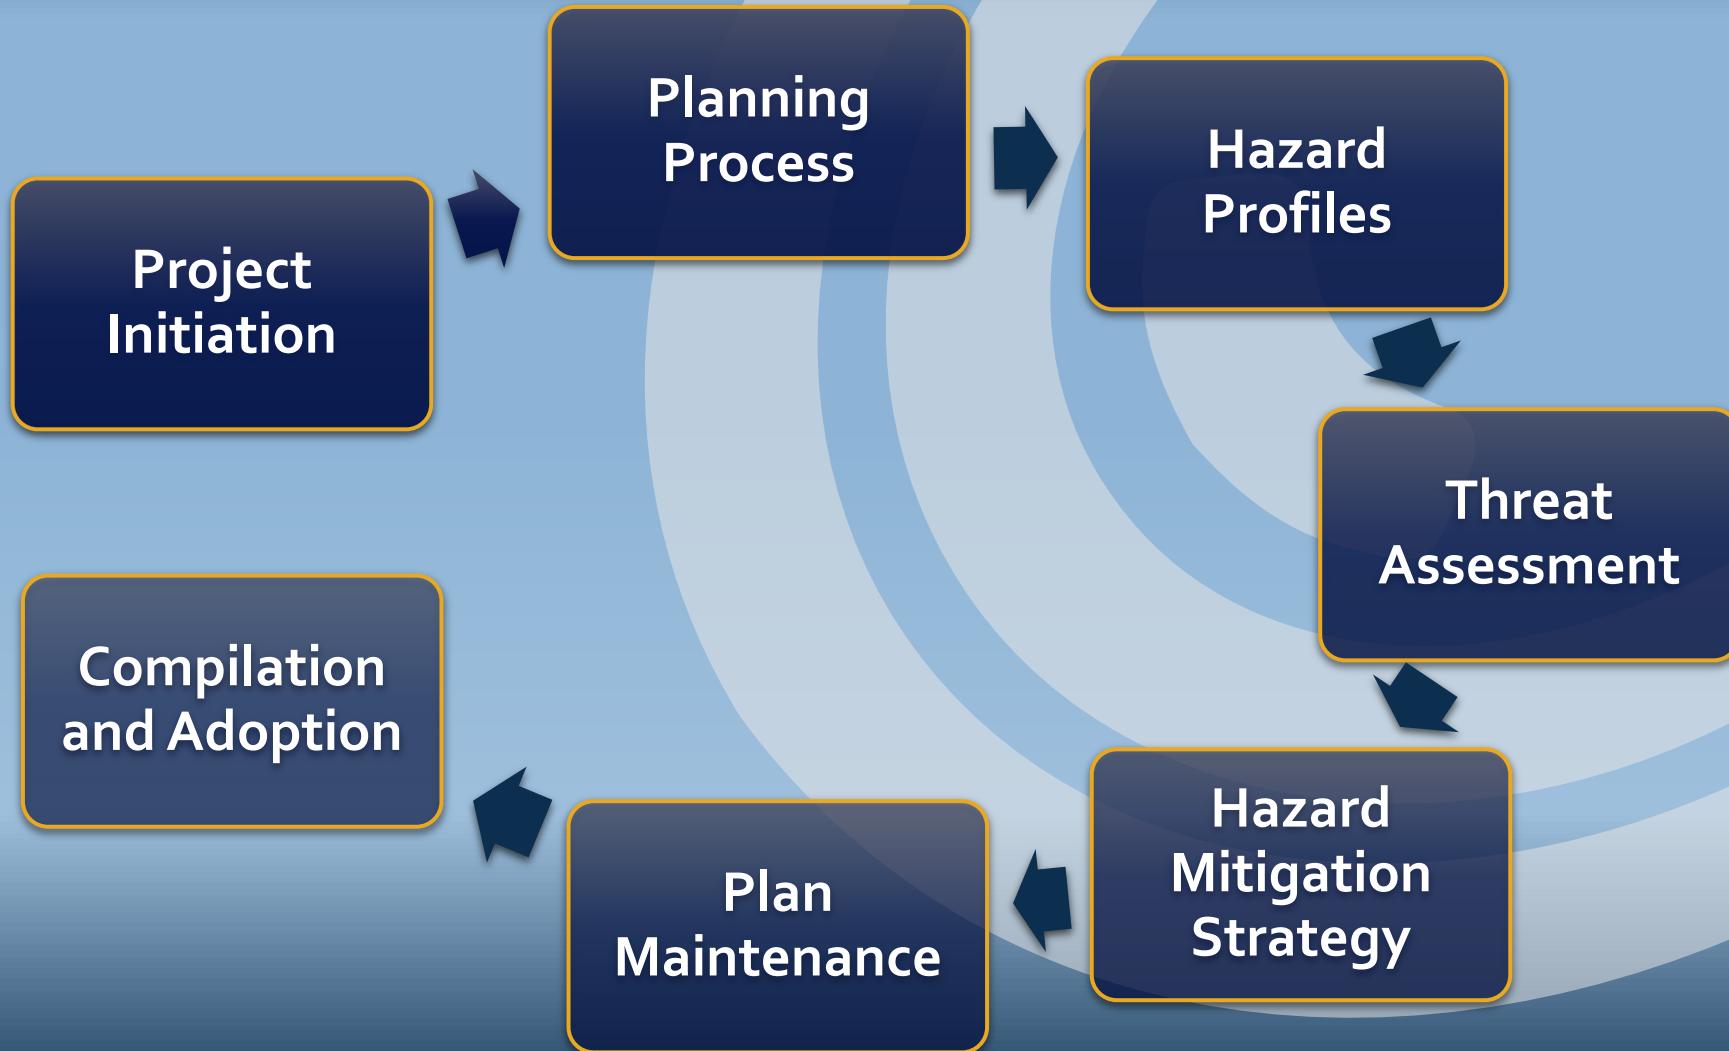 Project
Initiation
Planning
Process
Hazard
Profiles
Threat
Assessment
Hazard
Mitigation
Strategy
Plan
Maintenance
Compilation
and Adoption